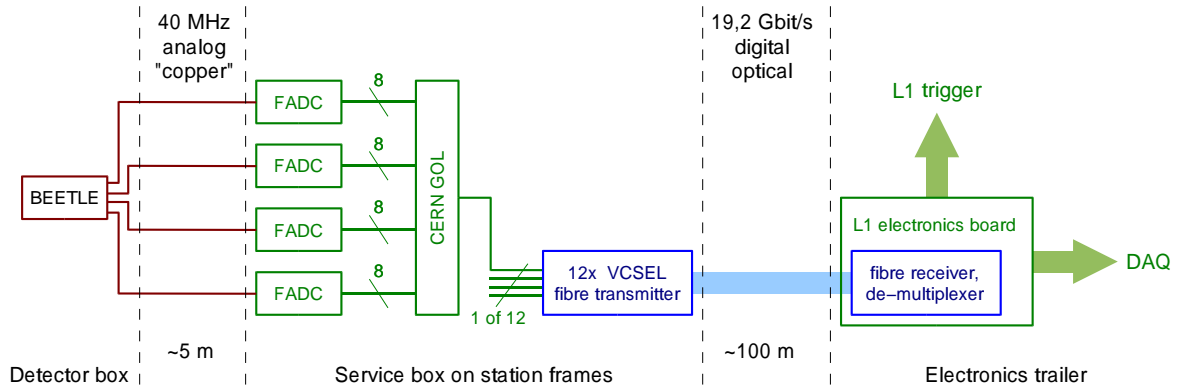 40 MHz
analog
"copper"
19,2 Gbit/s
digital
optical
L1 trigger
FADC
8
FADC
8
FADC
8
FADC
8
BEETLE
CERN GOL
12x VCSEL
fibre transmitter
1 of 12
L1 electronics board
fibre receiver,
de–multiplexer
DAQ
~5 m
~100 m
Detector box
Service box on station frames
Electronics trailer